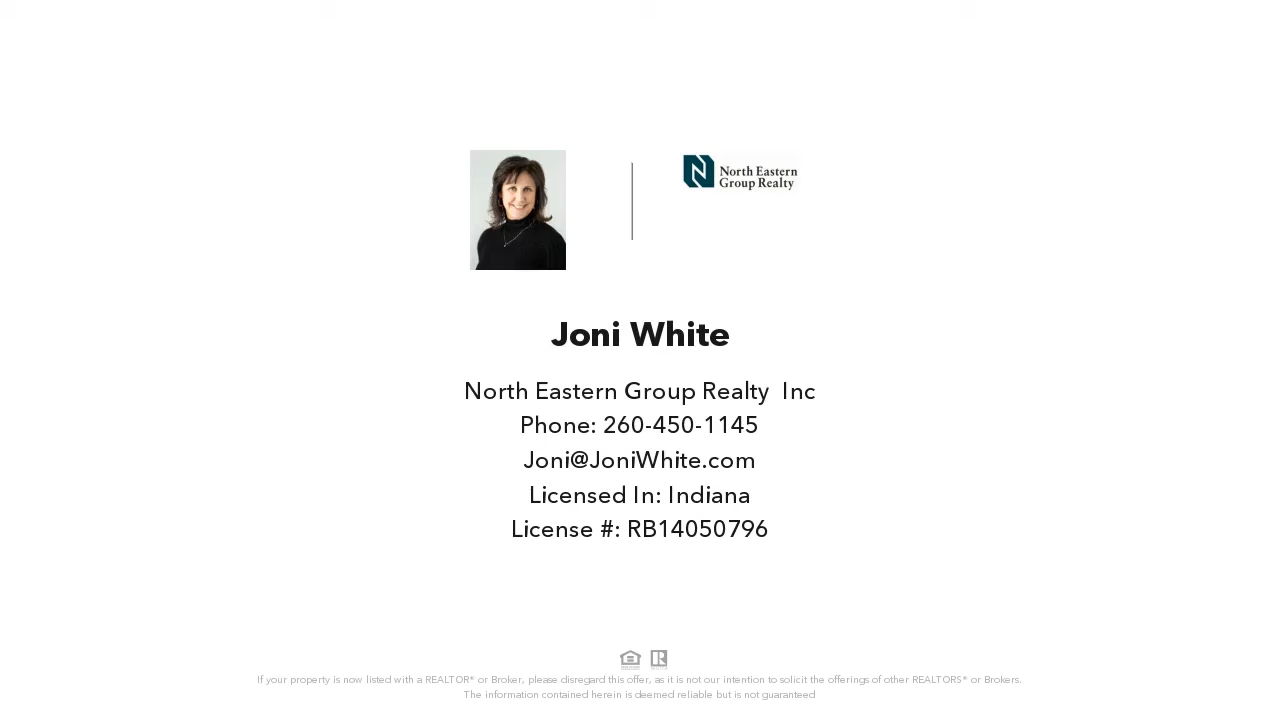 North Eastern
Group Realty
Joni White
North Eastern Group Realty  Inc
Phone: 260-450-1145
Joni@JoniWhite.com
Licensed In: Indiana
License #: RB14050796
If your property is now listed with a REALTOR® or Broker, please disregard this offer, as it is not our intention to solicit the offerings of other REALTORS® or Brokers.
The information contained herein is deemed reliable but is not guaranteed